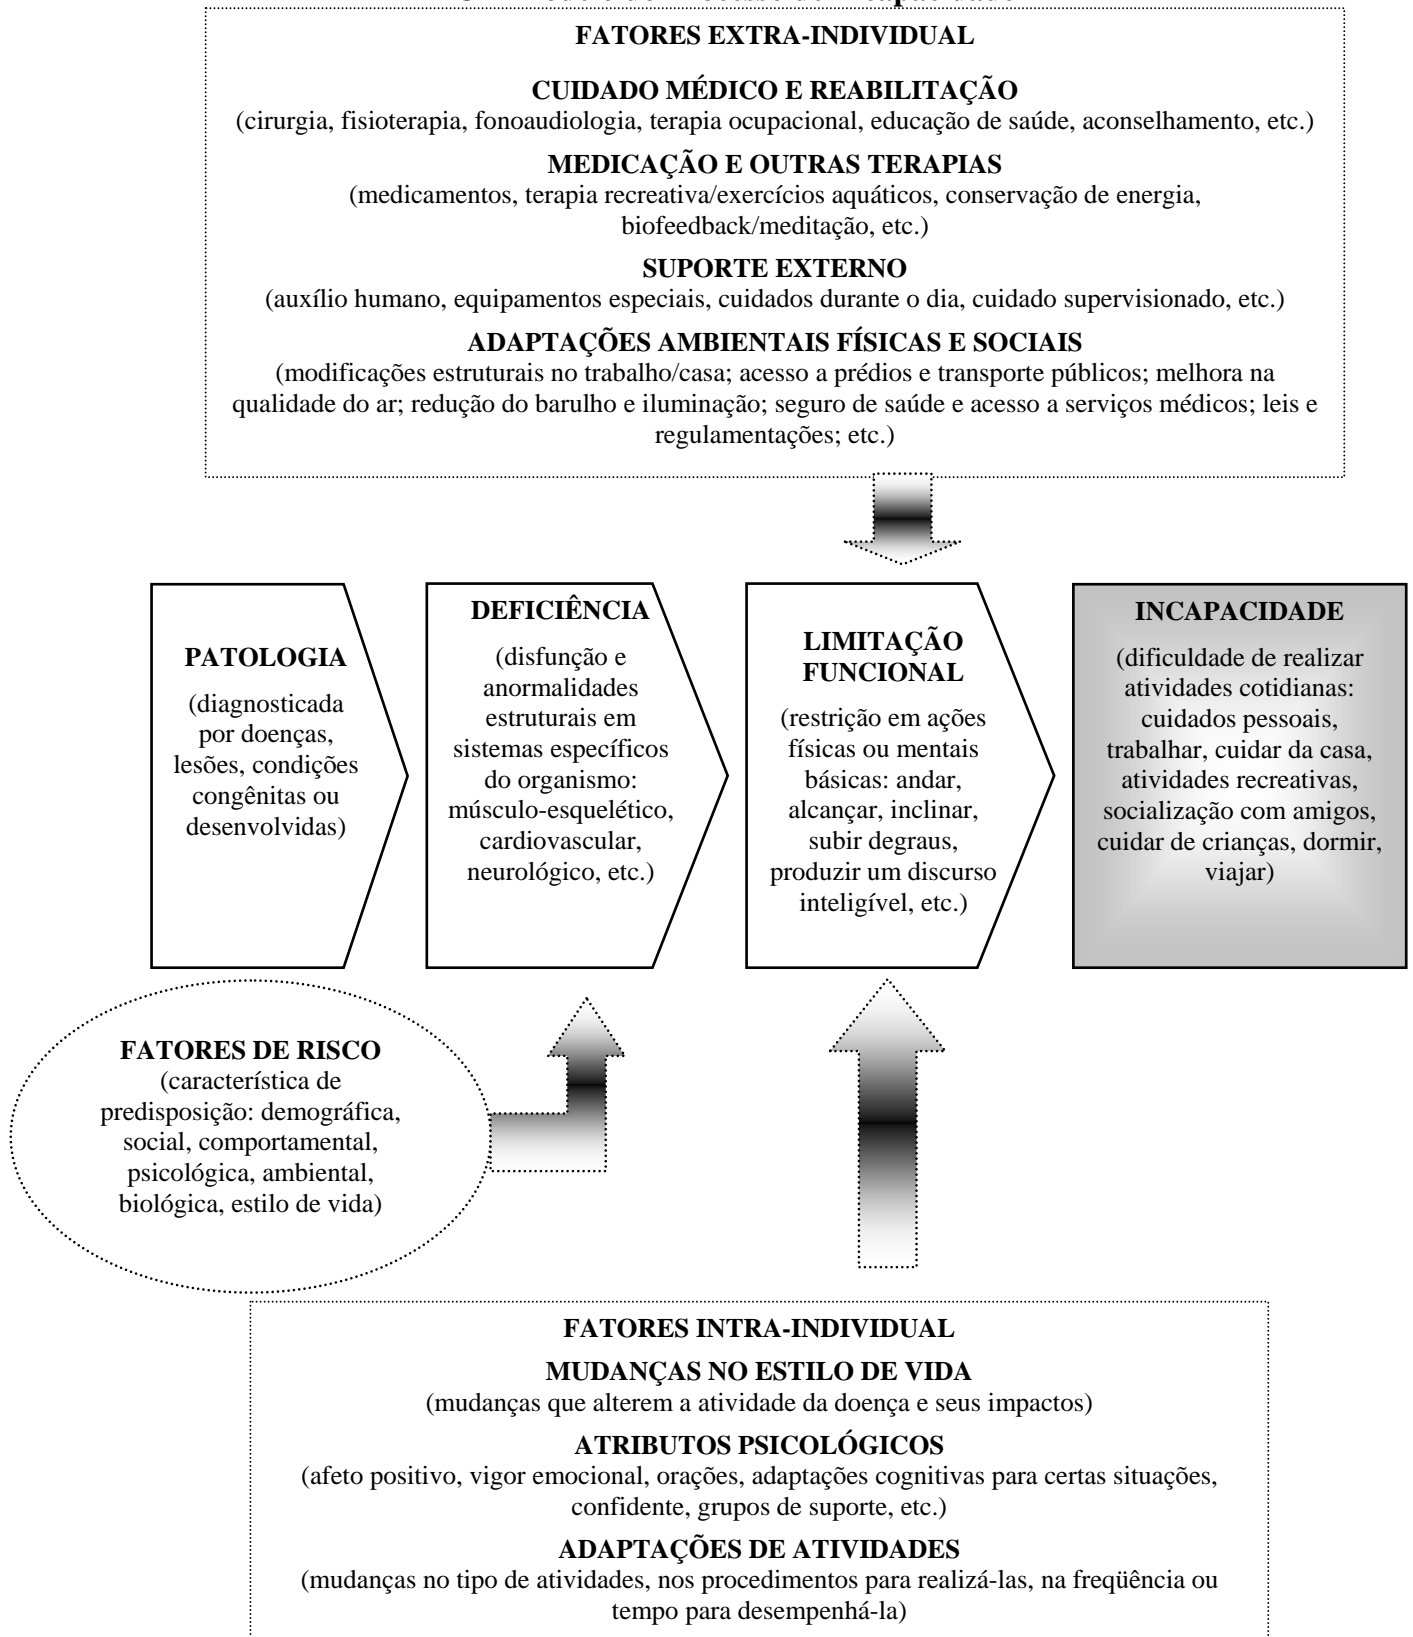 FATORES EXTRA-INDIVIDUAL
CUIDADO MÉDICO E REABILITAÇÃO
(cirurgia, fisioterapia, fonoaudiologia, terapia ocupacional, educação de saúde, aconselhamento, etc.)
MEDICAÇÃO E OUTRAS TERAPIAS
(medicamentos, terapia recreativa/exercícios aquáticos, conservação de energia,
biofeedback/meditação, etc.)
SUPORTE EXTERNO
(auxílio humano, equipamentos especiais, cuidados durante o dia, cuidado supervisionado, etc.)
ADAPTAÇÕES AMBIENTAIS FÍSICAS E SOCIAIS
(modificações estruturais no trabalho/casa; acesso a prédios e transporte públicos; melhora na
qualidade do ar; redução do barulho e iluminação; seguro de saúde e acesso a serviços médicos; leis e
regulamentações; etc.)
PATOLOGIA
(diagnosticada
por doenças,
lesões, condições
congênitas ou
desenvolvidas)
DEFICIÊNCIA
(disfunção e
anormalidades
estruturais em
sistemas específicos
do organismo:
músculo-esquelético,
cardiovascular,
neurológico, etc.)
LIMITAÇÃO
FUNCIONAL
(restrição em ações
físicas ou mentais
básicas: andar,
alcançar, inclinar,
subir degraus,
produzir um discurso
inteligível, etc.)
INCAPACIDADE
(dificuldade de realizar
atividades cotidianas:
cuidados pessoais,
trabalhar, cuidar da casa,
atividades recreativas,
socialização com amigos,
cuidar de crianças, dormir,
viajar)
FATORES DE RISCO
(característica de
predisposição: demográfica,
social, comportamental,
psicológica, ambiental,
biológica, estilo de vida)
FATORES INTRA-INDIVIDUAL
MUDANÇAS NO ESTILO DE VIDA
(mudanças que alterem a atividade da doença e seus impactos)
ATRIBUTOS PSICOLÓGICOS
(afeto positivo, vigor emocional, orações, adaptações cognitivas para certas situações,
confidente, grupos de suporte, etc.)
ADAPTAÇÕES DE ATIVIDADES
(mudanças no tipo de atividades, nos procedimentos para realizá-las, na freqüência ou
tempo para desempenhá-la)